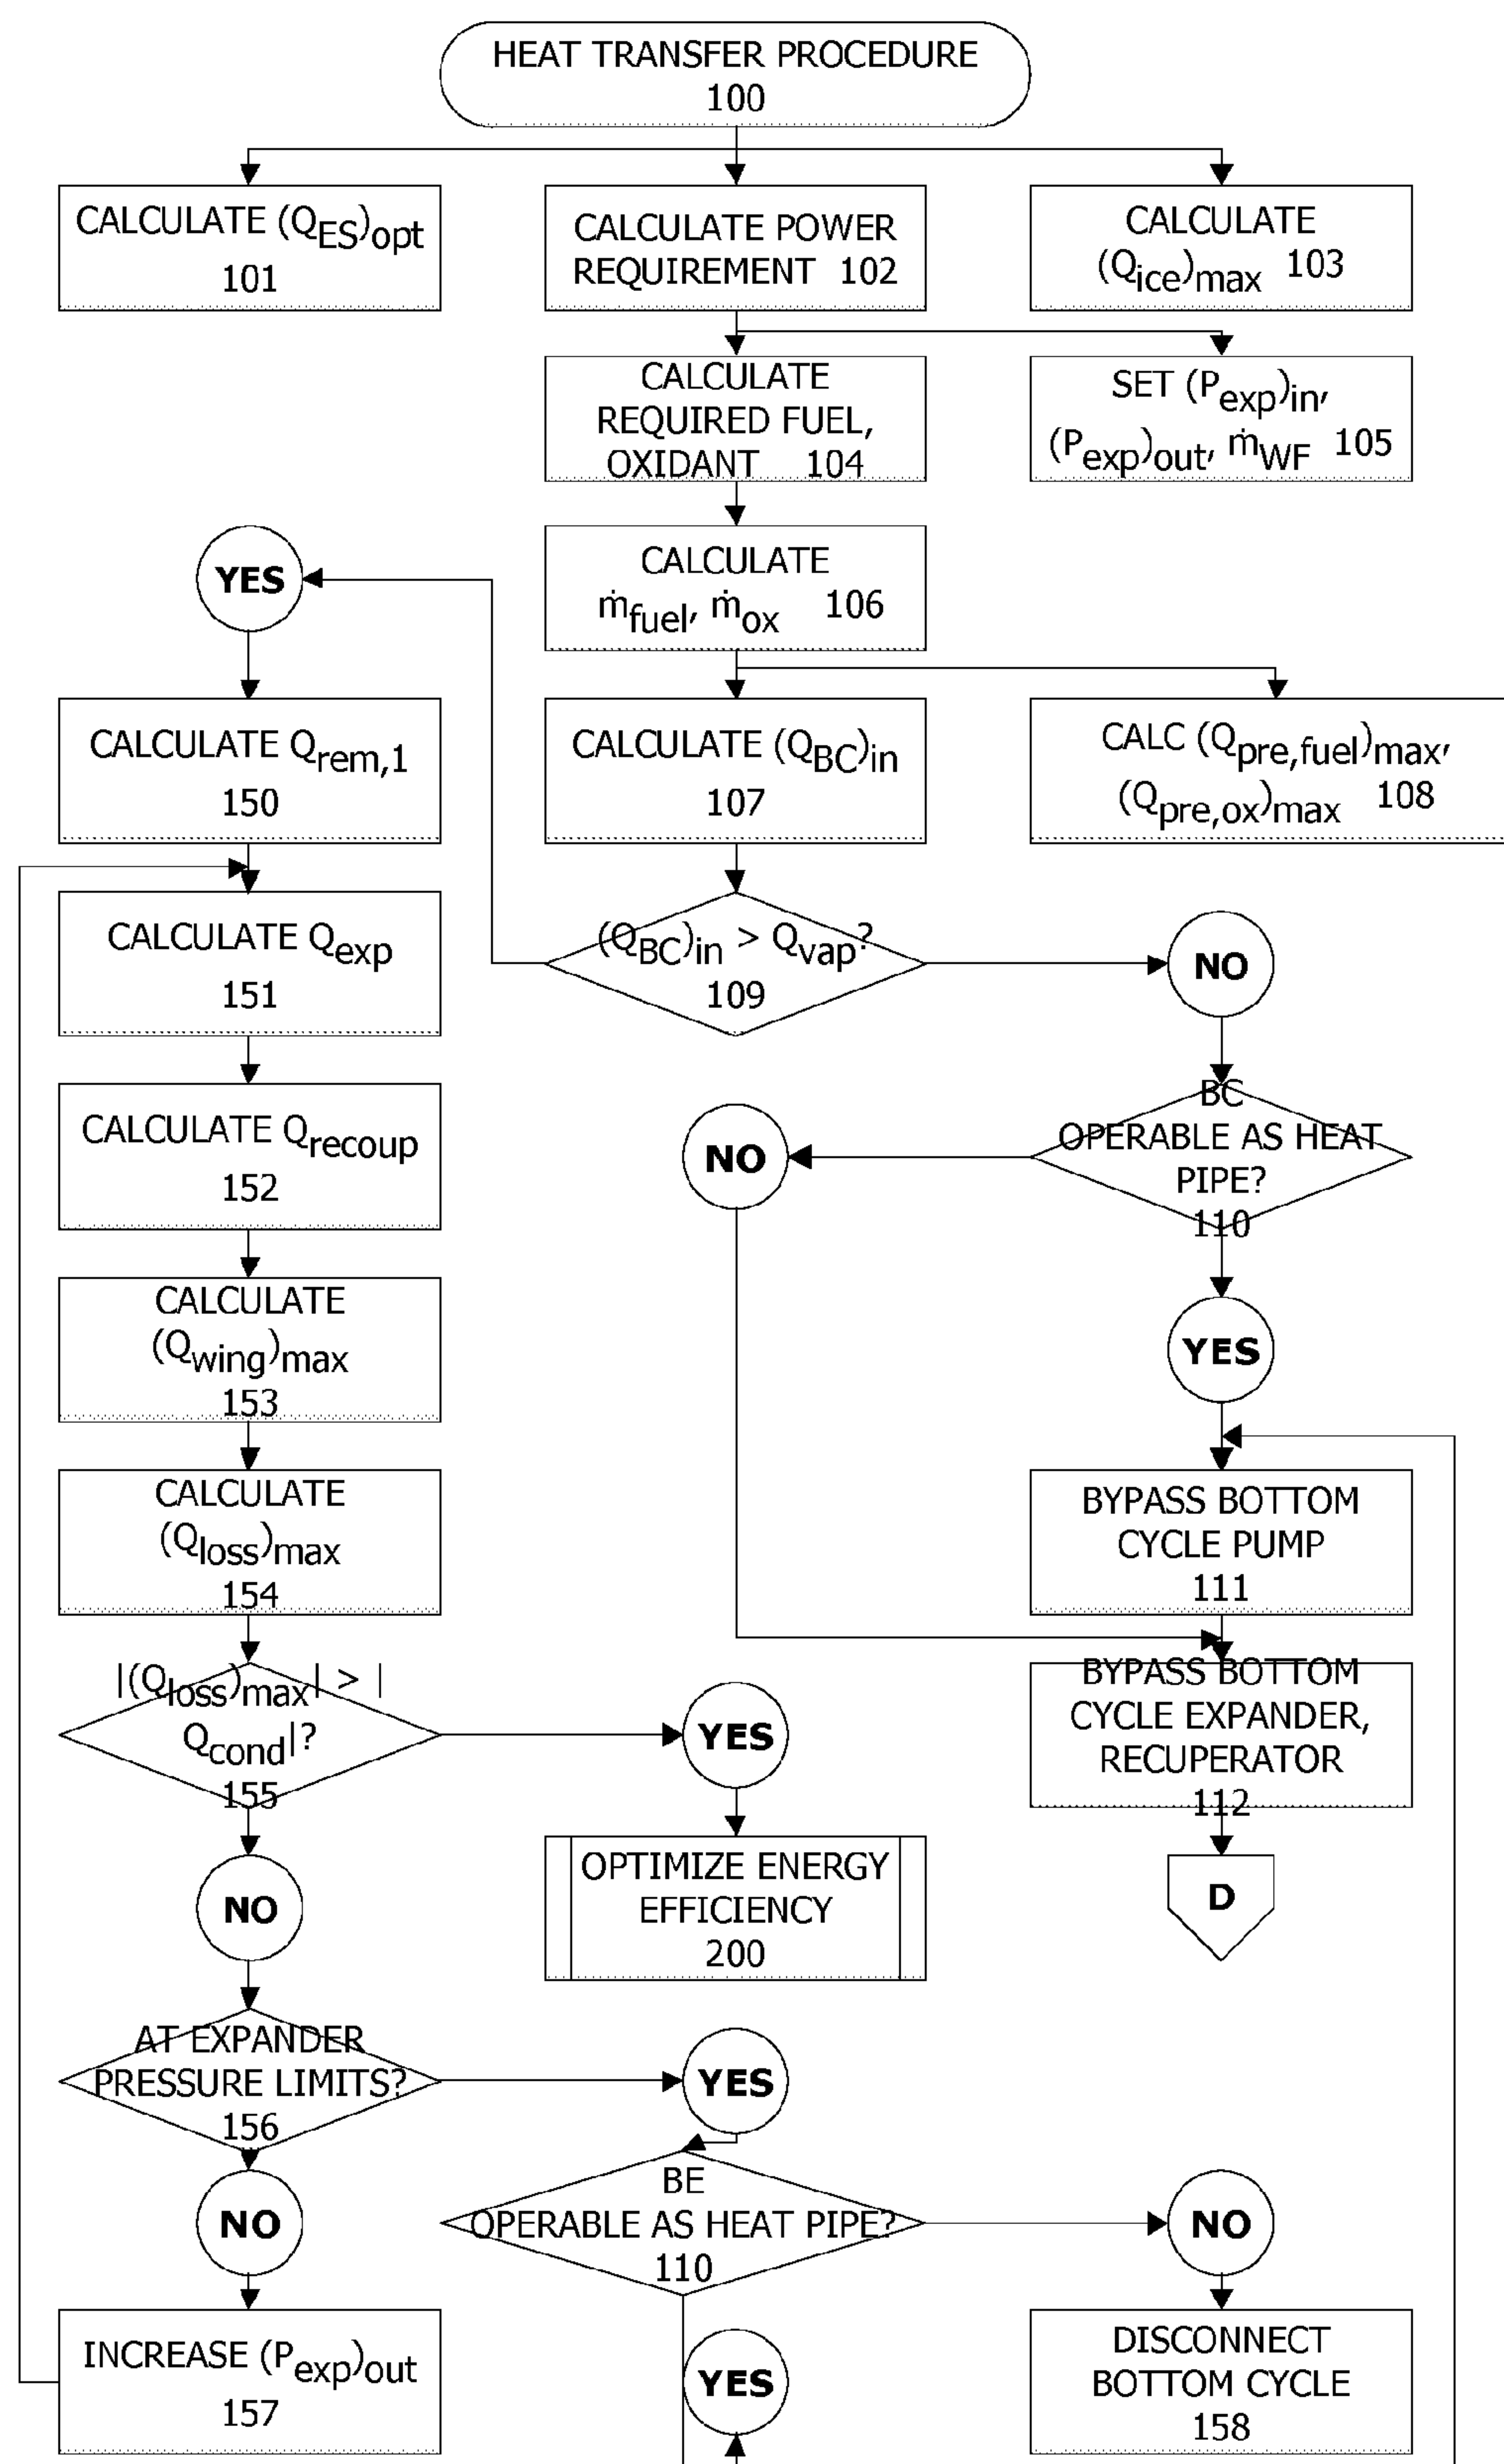 HEAT TRANSFER PROCEDURE
100
CALCULATE (QES)opt
101
CALCULATE POWER
REQUIREMENT 102
CALCULATE
(Qice)max 103
CALCULATE
REQUIRED FUEL,
OXIDANT 104
SET (Pexp)in,
(Pexp)out, ṁWF 105
YES
CALCULATE
ṁfuel, ṁox 106
CALCULATE Qrem,1
150
CALCULATE (QBC)in
107
CALC (Qpre,fuel)max,
(Qpre,ox)max 108
CALCULATE Qexp
151
(QBC)in > Qvap?
109
NO
CALCULATE Qrecoup
152
NO
BC
OPERABLE AS HEAT
PIPE?
110
CALCULATE
(Qwing)max
153
YES
CALCULATE
(Qloss)max
154
BYPASS BOTTOM
CYCLE PUMP
111
|(Qloss)max| > |
Qcond|?
155
YES
BYPASS BOTTOM
CYCLE EXPANDER,
RECUPERATOR
112
NO
OPTIMIZE ENERGY
EFFICIENCY
200
D
AT EXPANDER
PRESSURE LIMITS?
156
YES
NO
BE
OPERABLE AS HEAT PIPE?
110
NO
INCREASE (Pexp)out
157
YES
DISCONNECT
BOTTOM CYCLE
158